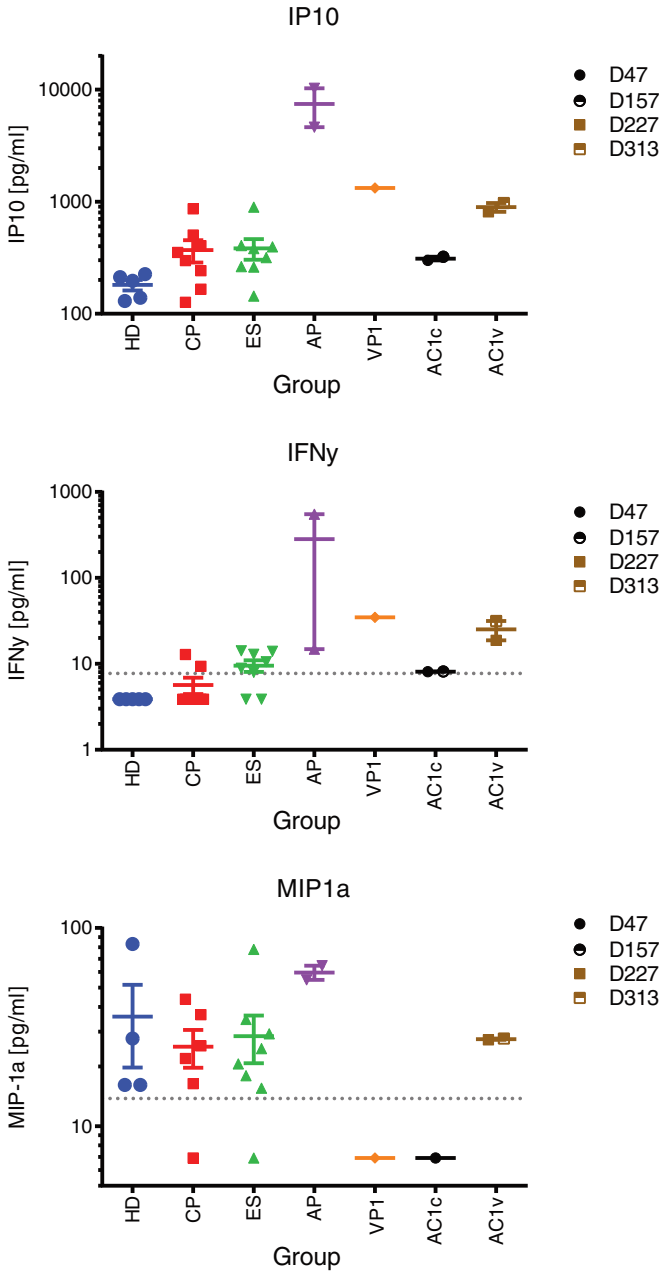 IP10
IP10 [pg/ml]
10000
1000
100
HD
CP
ES
AP
VP1
AC1c
AC1v
Group
D47
D157
D227
D313
IFNy
IFNy [pg/ml]
1000
100
10
1
HD
CP
ES
AP
VP1
AC1c
AC1v
Group
D47
D157
D227
D313
MIP1a
MIP-1a [pg/ml]
100
10
HD
CP
ES
AP
VP1
AC1c
AC1v
Group
D47
D157
D227
D313